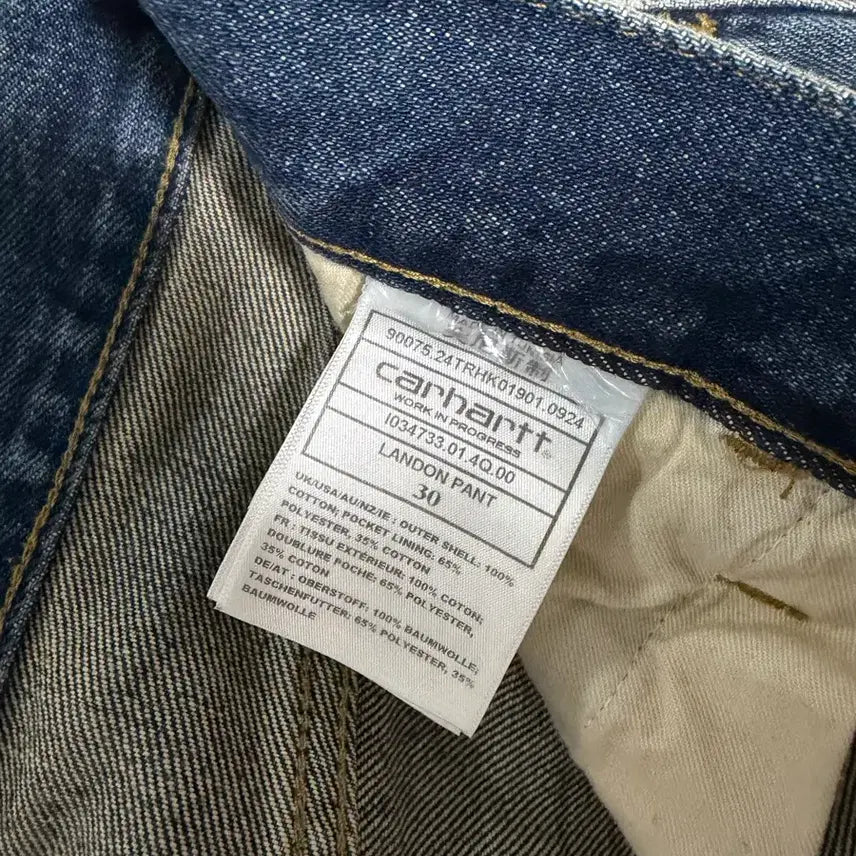 90075.24TRHK01901.0924
carhartt®
WORK IN PROGRESS
I034733.01.4Q.00
LANDON PANT
30
UK/USA/AU/NZ/IE : OUTER SHELL: 100%
COTTON; POCKET LINING: 65%
POLYESTER, 35% COTTON
FR : TISSU EXTÉRIEUR: 100% COTON;
DOUBLURE POCHE: 65% POLYESTER,
35% COTON
DE/AT : OBERSTOFF: 100% BAUMWOLLE;
TASCHENFUTTER: 65% POLYESTER, 35%
BAUMWOLLE